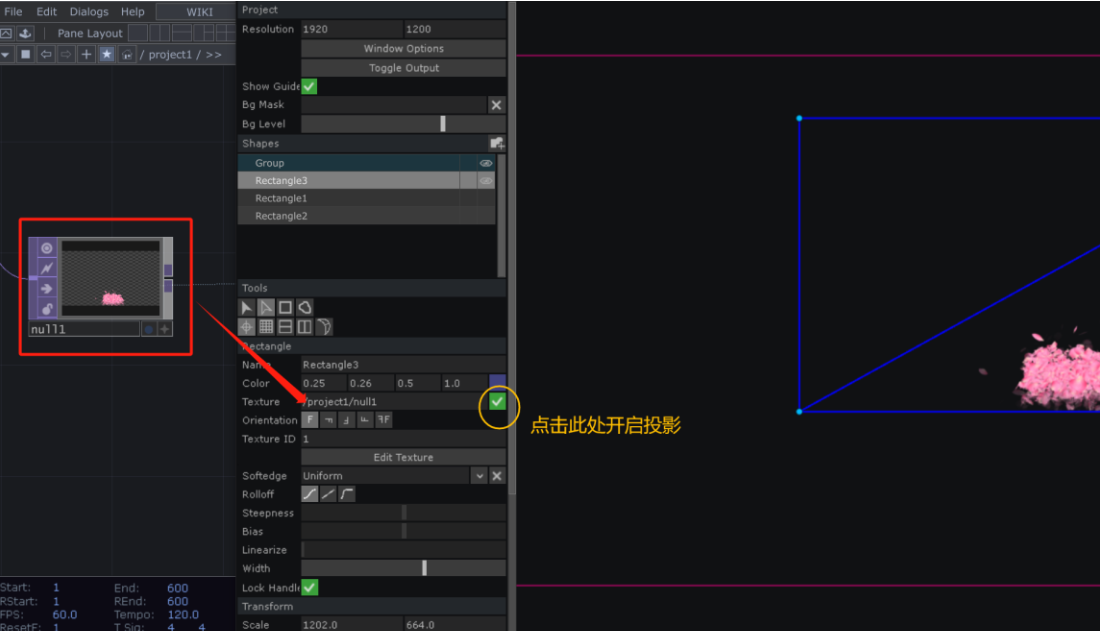 File Edit Dialogs Help WIKI
Pane Layout
/ project1 / >>
null1
Start: 1 End: 600
RStart: 1 REnd: 600
FPS: 60.0 Tempo: 120.0
ResetF: 1 T Sig: 4 4
Project
Resolution 1920 1200
Window Options
Toggle Output
Show Guide
Bg Mask
Bg Level
Shapes
Group
Rectangle3
Rectangle1
Rectangle2
Tools
Rectangle
Name Rectangle3
Color 0.25 0.26 0.5 1.0
Texture /project1/null1
Orientation
Texture ID 1
Edit Texture
Softedge Uniform
Rolloff
Steepness
Bias
Linearize
Width
Lock Handle
Transform
Scale 1202.0 664.0
点击此处开启投影